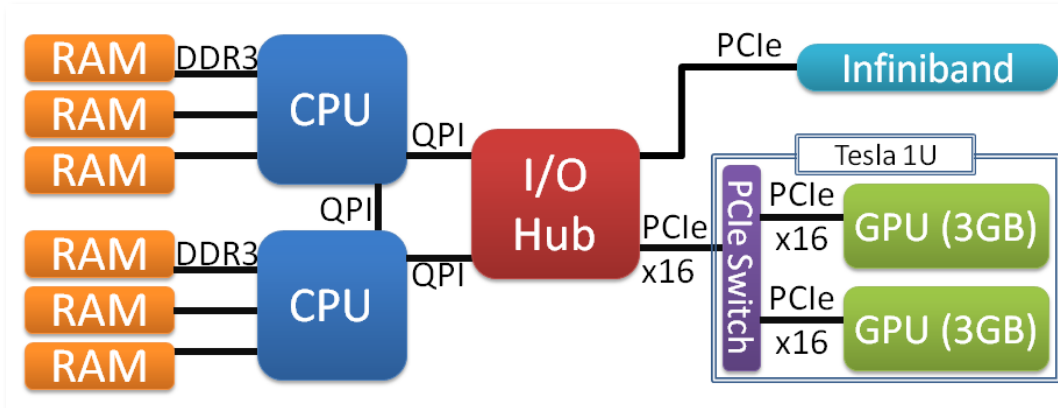 RAM
DDR3
RAM
RAM
CPU
QPI
QPI
RAM
DDR3
RAM
RAM
CPU
QPI
I/O
Hub
PCIe
Infiniband
PCIe
x16
Tesla 1U
PCIe Switch
PCIe
x16
GPU (3GB)
PCIe
x16
GPU (3GB)